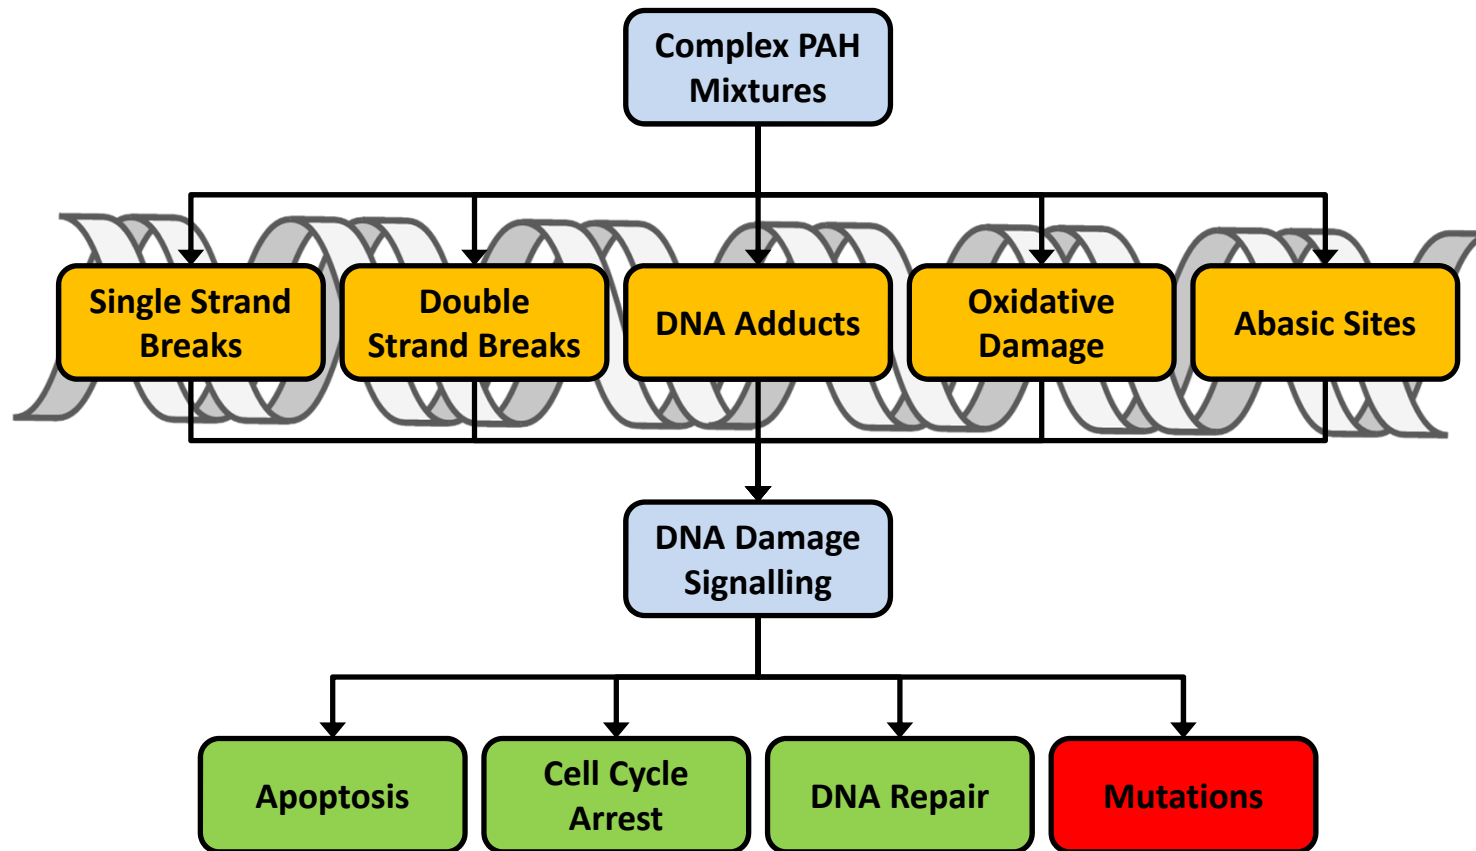 Complex PAH
Mixtures
Single Strand
Breaks
Double
Strand Breaks
DNA Adducts
Oxidative
Damage
Abasic Sites
DNA Damage
Signalling
Apoptosis
Cell Cycle
Arrest
DNA Repair
Mutations